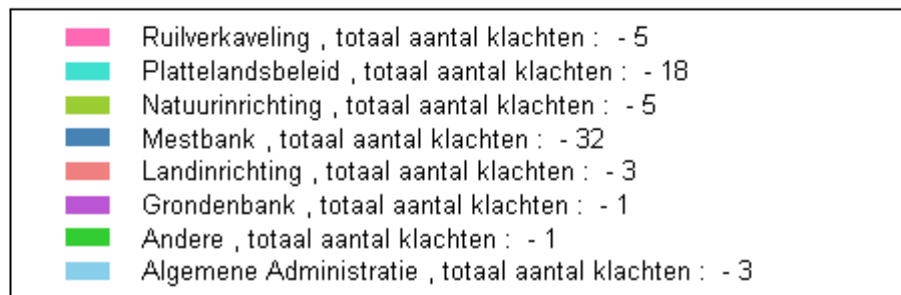 Ruilverkaveling , totaal aantal klachten : - 5
Plattelandsbeleid , totaal aantal klachten : - 18
Natuurinrichting , totaal aantal klachten : - 5
Mestbank , totaal aantal klachten : - 32
Landinrichting , totaal aantal klachten : - 3
Grondenbank , totaal aantal klachten : - 1
Andere , totaal aantal klachten : - 1
Algemene Administratie , totaal aantal klachten : - 3